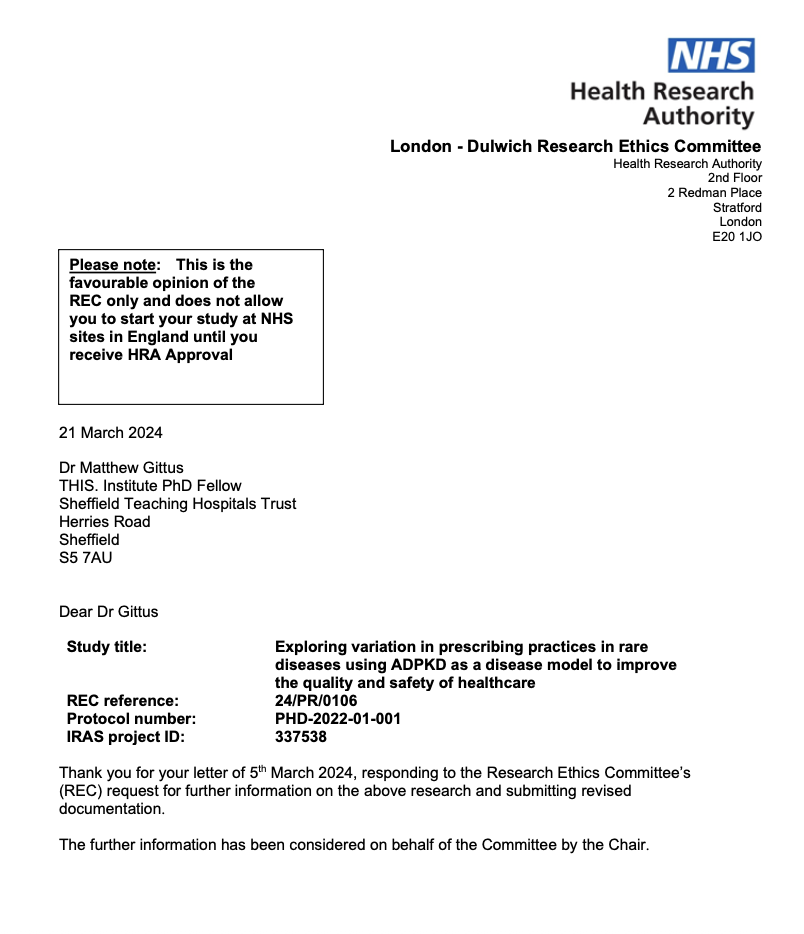 NHS
Health Research
Authority
London - Dulwich Research Ethics Committee
Health Research Authority
2nd Floor
2 Redman Place
Stratford
London
E20 1JO
Please note: This is the
favourable opinion of the
REC only and does not allow
you to start your study at NHS
sites in England until you
receive HRA Approval
21 March 2024
Dr Matthew Gittus
THIS. Institute PhD Fellow
Sheffield Teaching Hospitals Trust
Herries Road
Sheffield
S5 7AU
Dear Dr Gittus
Study title: Exploring variation in prescribing practices in rare
diseases using ADPKD as a disease model to improve
the quality and safety of healthcare
REC reference: 24/PR/0106
Protocol number: PHD-2022-01-001
IRAS project ID: 337538
Thank you for your letter of 5th March 2024, responding to the Research Ethics Committee’s
(REC) request for further information on the above research and submitting revised
documentation.
The further information has been considered on behalf of the Committee by the Chair.